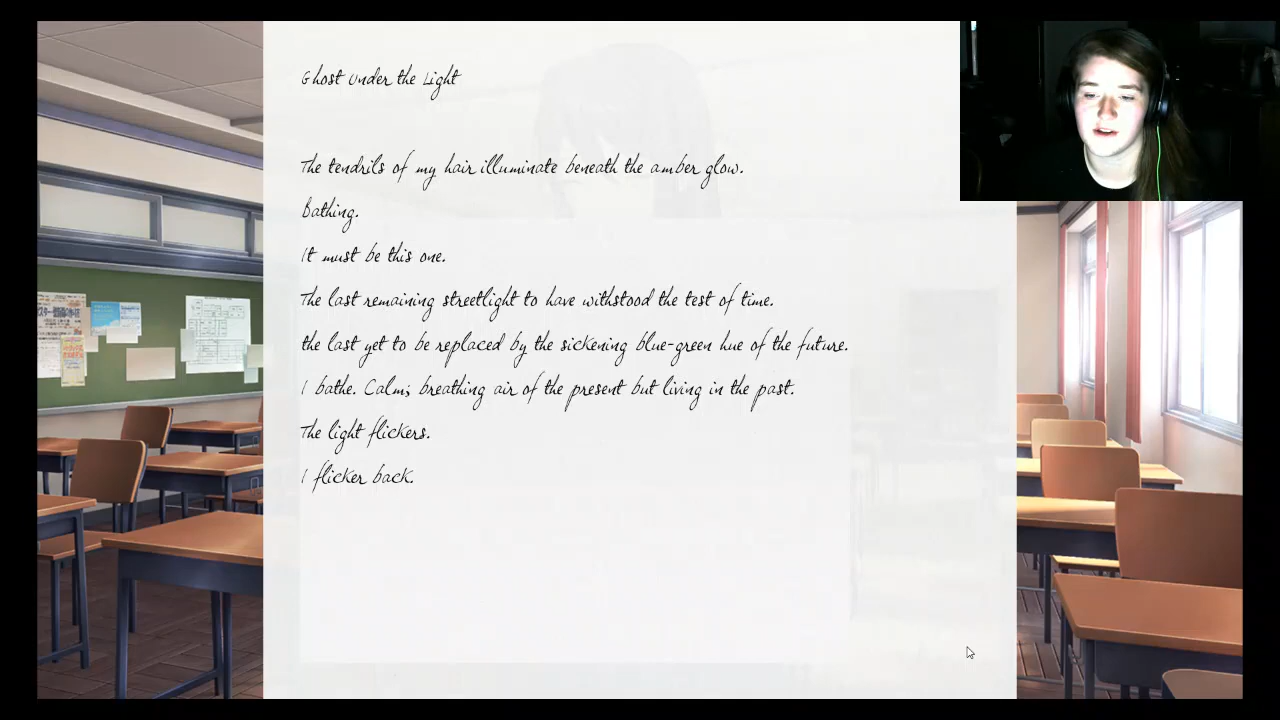 Ghost Under the Light
The tendrils of my hair illuminate beneath the amber glow.
Bathing.
It must be this one.
The last remaining streetlight to have withstood the test of time.
the last yet to be replaced by the sickening blue-green hue of the future.
I bathe. Calm; breathing air of the present but living in the past.
The light flickers.
I flicker back.